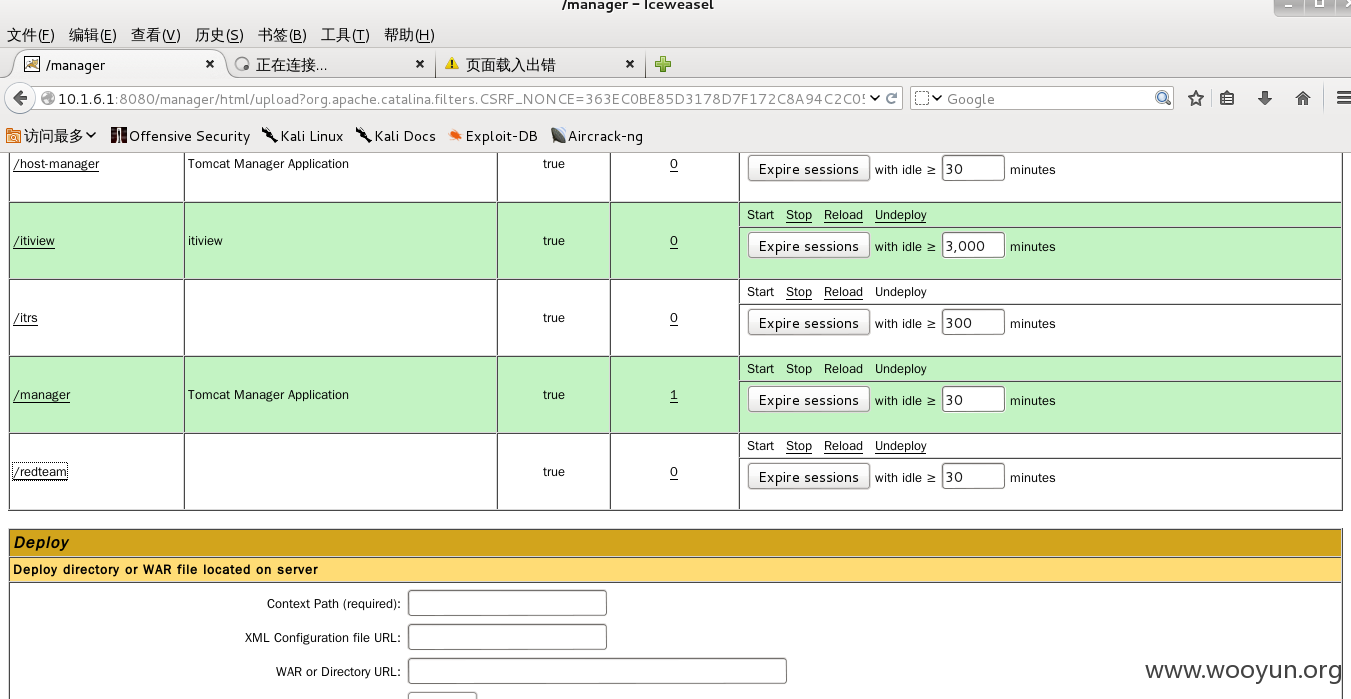 /manager – Iceweasel
文件(F) 编辑(E) 查看(V) 历史(S) 书签(B) 工具(T) 帮助(H)
/manager × 正在连接... × 页面载入出错 ×
10.1.6.1:8080/manager/html/upload?org.apache.catalina.filters.CSRF_NONCE=363EC0BE85D3178D7F172C8A94C2C05 Google
访问最多 Offensive Security Kali Linux Kali Docs Exploit-DB Aircrack-ng
/host-manager Tomcat Manager Application true 0 Expire sessions with idle ≥ 30 minutes
Start Stop Reload Undeploy
/itiview itiview true 0 Expire sessions with idle ≥ 3,000 minutes
Start Stop Reload Undeploy
/itrs true 0 Expire sessions with idle ≥ 300 minutes
Start Stop Reload Undeploy
/manager Tomcat Manager Application true 1 Expire sessions with idle ≥ 30 minutes
Start Stop Reload Undeploy
/redteam true 0 Expire sessions with idle ≥ 30 minutes
Deploy
Deploy directory or WAR file located on server
Context Path (required):
XML Configuration file URL:
WAR or Directory URL:
www.wooyun.org